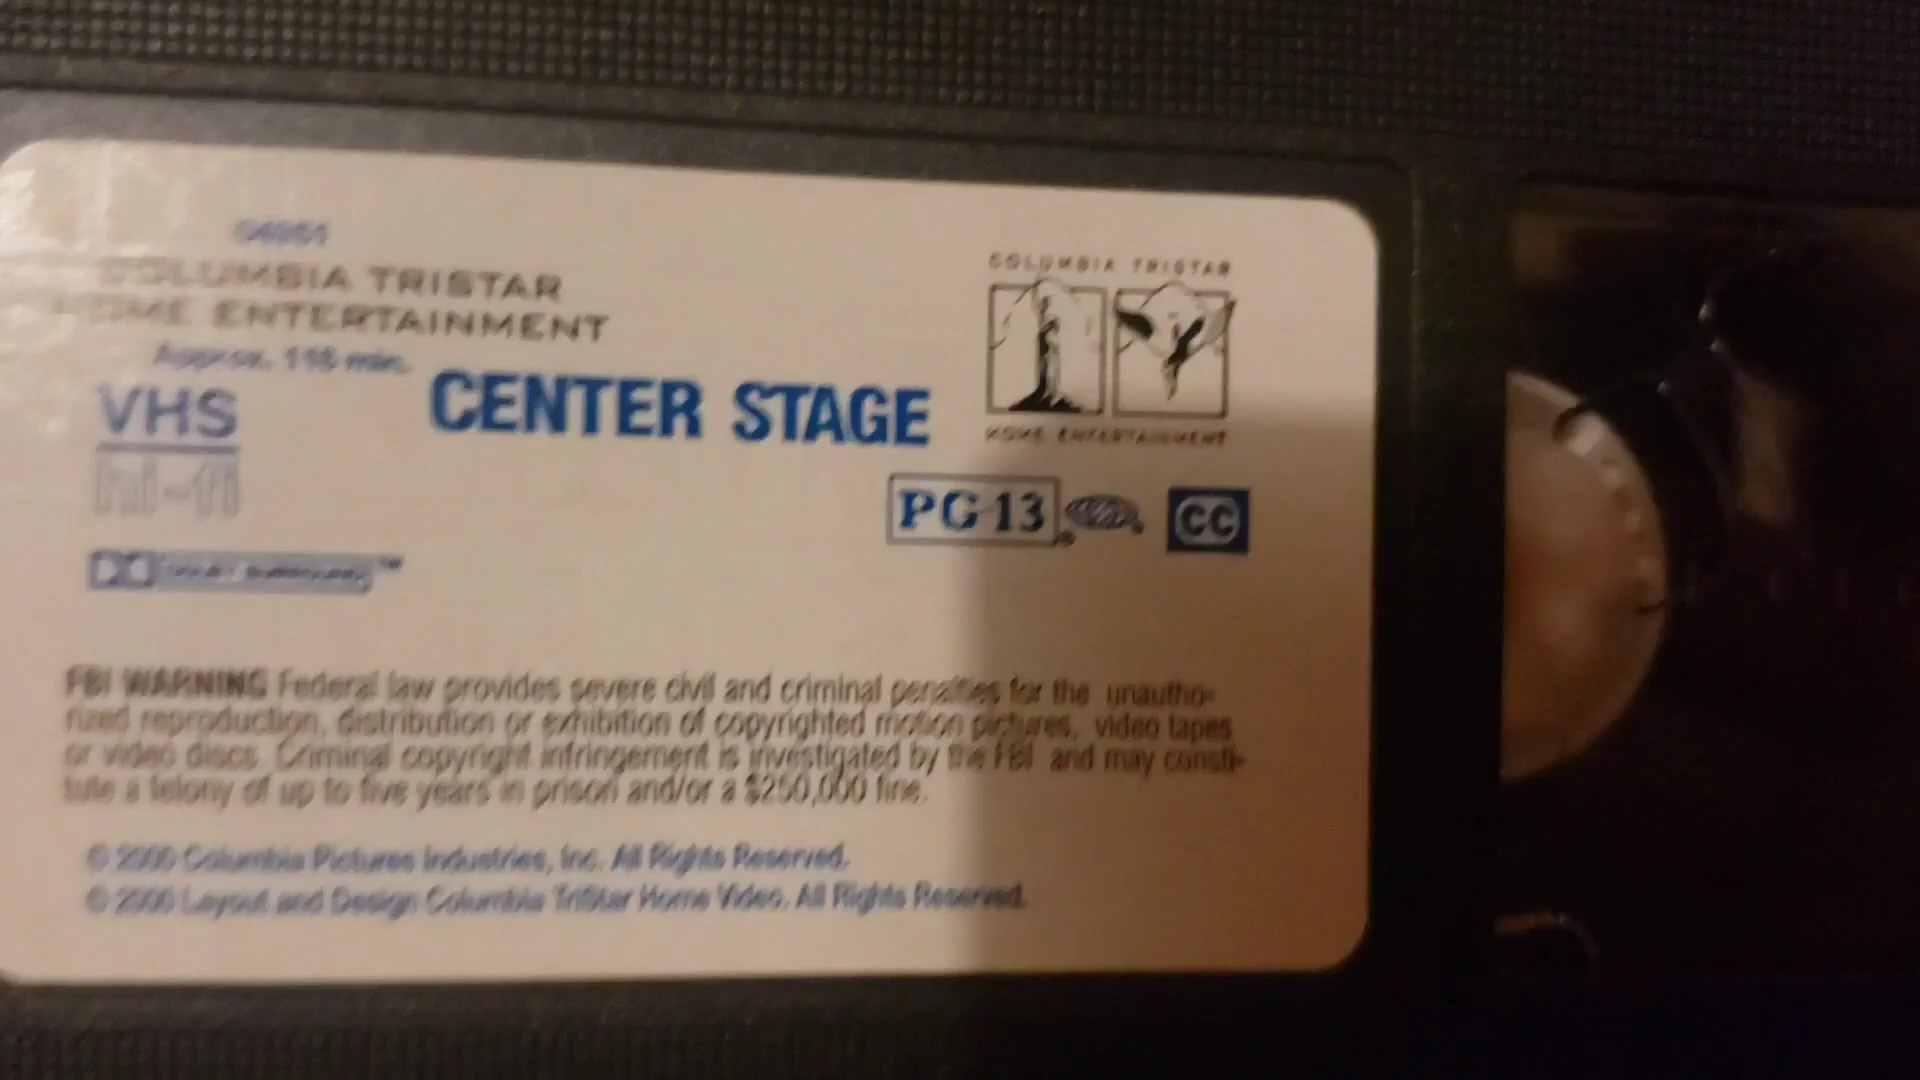 04951
COLUMBIA TRISTAR
HOME ENTERTAINMENT
Approx. 116 min.
VHS
hi-fi
CENTER STAGE
COLUMBIA TRISTAR
HOME ENTERTAINMENT
PG-13
CC
FBI WARNING Federal law provides severe civil and criminal penalties for the unautho-
rized reproduction, distribution or exhibition of copyrighted motion pictures, video tapes
or video discs. Criminal copyright infringement is investigated by the FBI and may consti-
tute a felony of up to five years in prison and/or a $250,000 fine.
© 2000 Columbia Pictures Industries, Inc. All Rights Reserved.
© 2000 Layout and Design Columbia TriStar Home Video. All Rights Reserved.